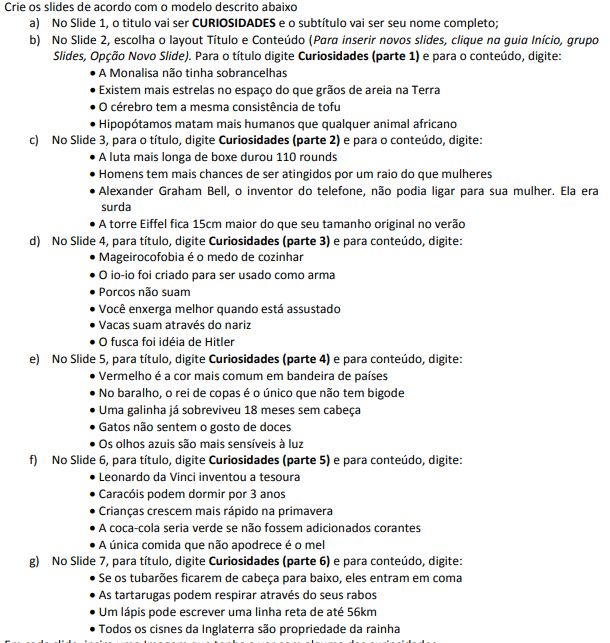 Crie os slides de acordo com o modelo descrito abaixo
a) No Slide 1, o titulo vai ser CURIOSIDADES e o subtítulo vai ser seu nome completo;
b) No Slide 2, escolha o layout Título e Conteúdo (Para inserir novos slides, clique na guia Início, grupo
Slides, Opção Novo Slide). Para o título digite Curiosidades (parte 1) e para o conteúdo, digite:
• A Monalisa não tinha sobrancelhas
• Existem mais estrelas no espaço do que grãos de areia na Terra
• O cérebro tem a mesma consistência de tofu
• Hipopótamos matam mais humanos que qualquer animal africano
c) No Slide 3, para o título, digite Curiosidades (parte 2) e para o conteúdo, digite:
• A luta mais longa de boxe durou 110 rounds
• Homens tem mais chances de ser atingidos por um raio do que mulheres
• Alexander Graham Bell, o inventor do telefone, não podia ligar para sua mulher. Ela era
surda
• A torre Eiffel fica 15cm maior do que seu tamanho original no verão
d) No Slide 4, para título, digite Curiosidades (parte 3) e para conteúdo, digite:
• Mageirocofobia é o medo de cozinhar
• O io-io foi criado para ser usado como arma
• Porcos não suam
• Você enxerga melhor quando está assustado
• Vacas suam através do nariz
• O fusca foi idéia de Hitler
e) No Slide 5, para título, digite Curiosidades (parte 4) e para conteúdo, digite:
• Vermelho é a cor mais comum em bandeira de países
• No baralho, o rei de copas é o único que não tem bigode
• Uma galinha já sobreviveu 18 meses sem cabeça
• Gatos não sentem o gosto de doces
• Os olhos azuis são mais sensíveis à luz
f) No Slide 6, para título, digite Curiosidades (parte 5) e para conteúdo, digite:
• Leonardo da Vinci inventou a tesoura
• Caracóis podem dormir por 3 anos
• Crianças crescem mais rápido na primavera
• A coca-cola seria verde se não fossem adicionados corantes
• A única comida que não apodrece é o mel
g) No Slide 7, para título, digite Curiosidades (parte 6) e para conteúdo, digite:
• Se os tubarões ficarem de cabeça para baixo, eles entram em coma
• As tartarugas podem respirar através do seus rabos
• Um lápis pode escrever uma linha reta de até 56km
• Todos os cisnes da Inglaterra são propriedade da rainha